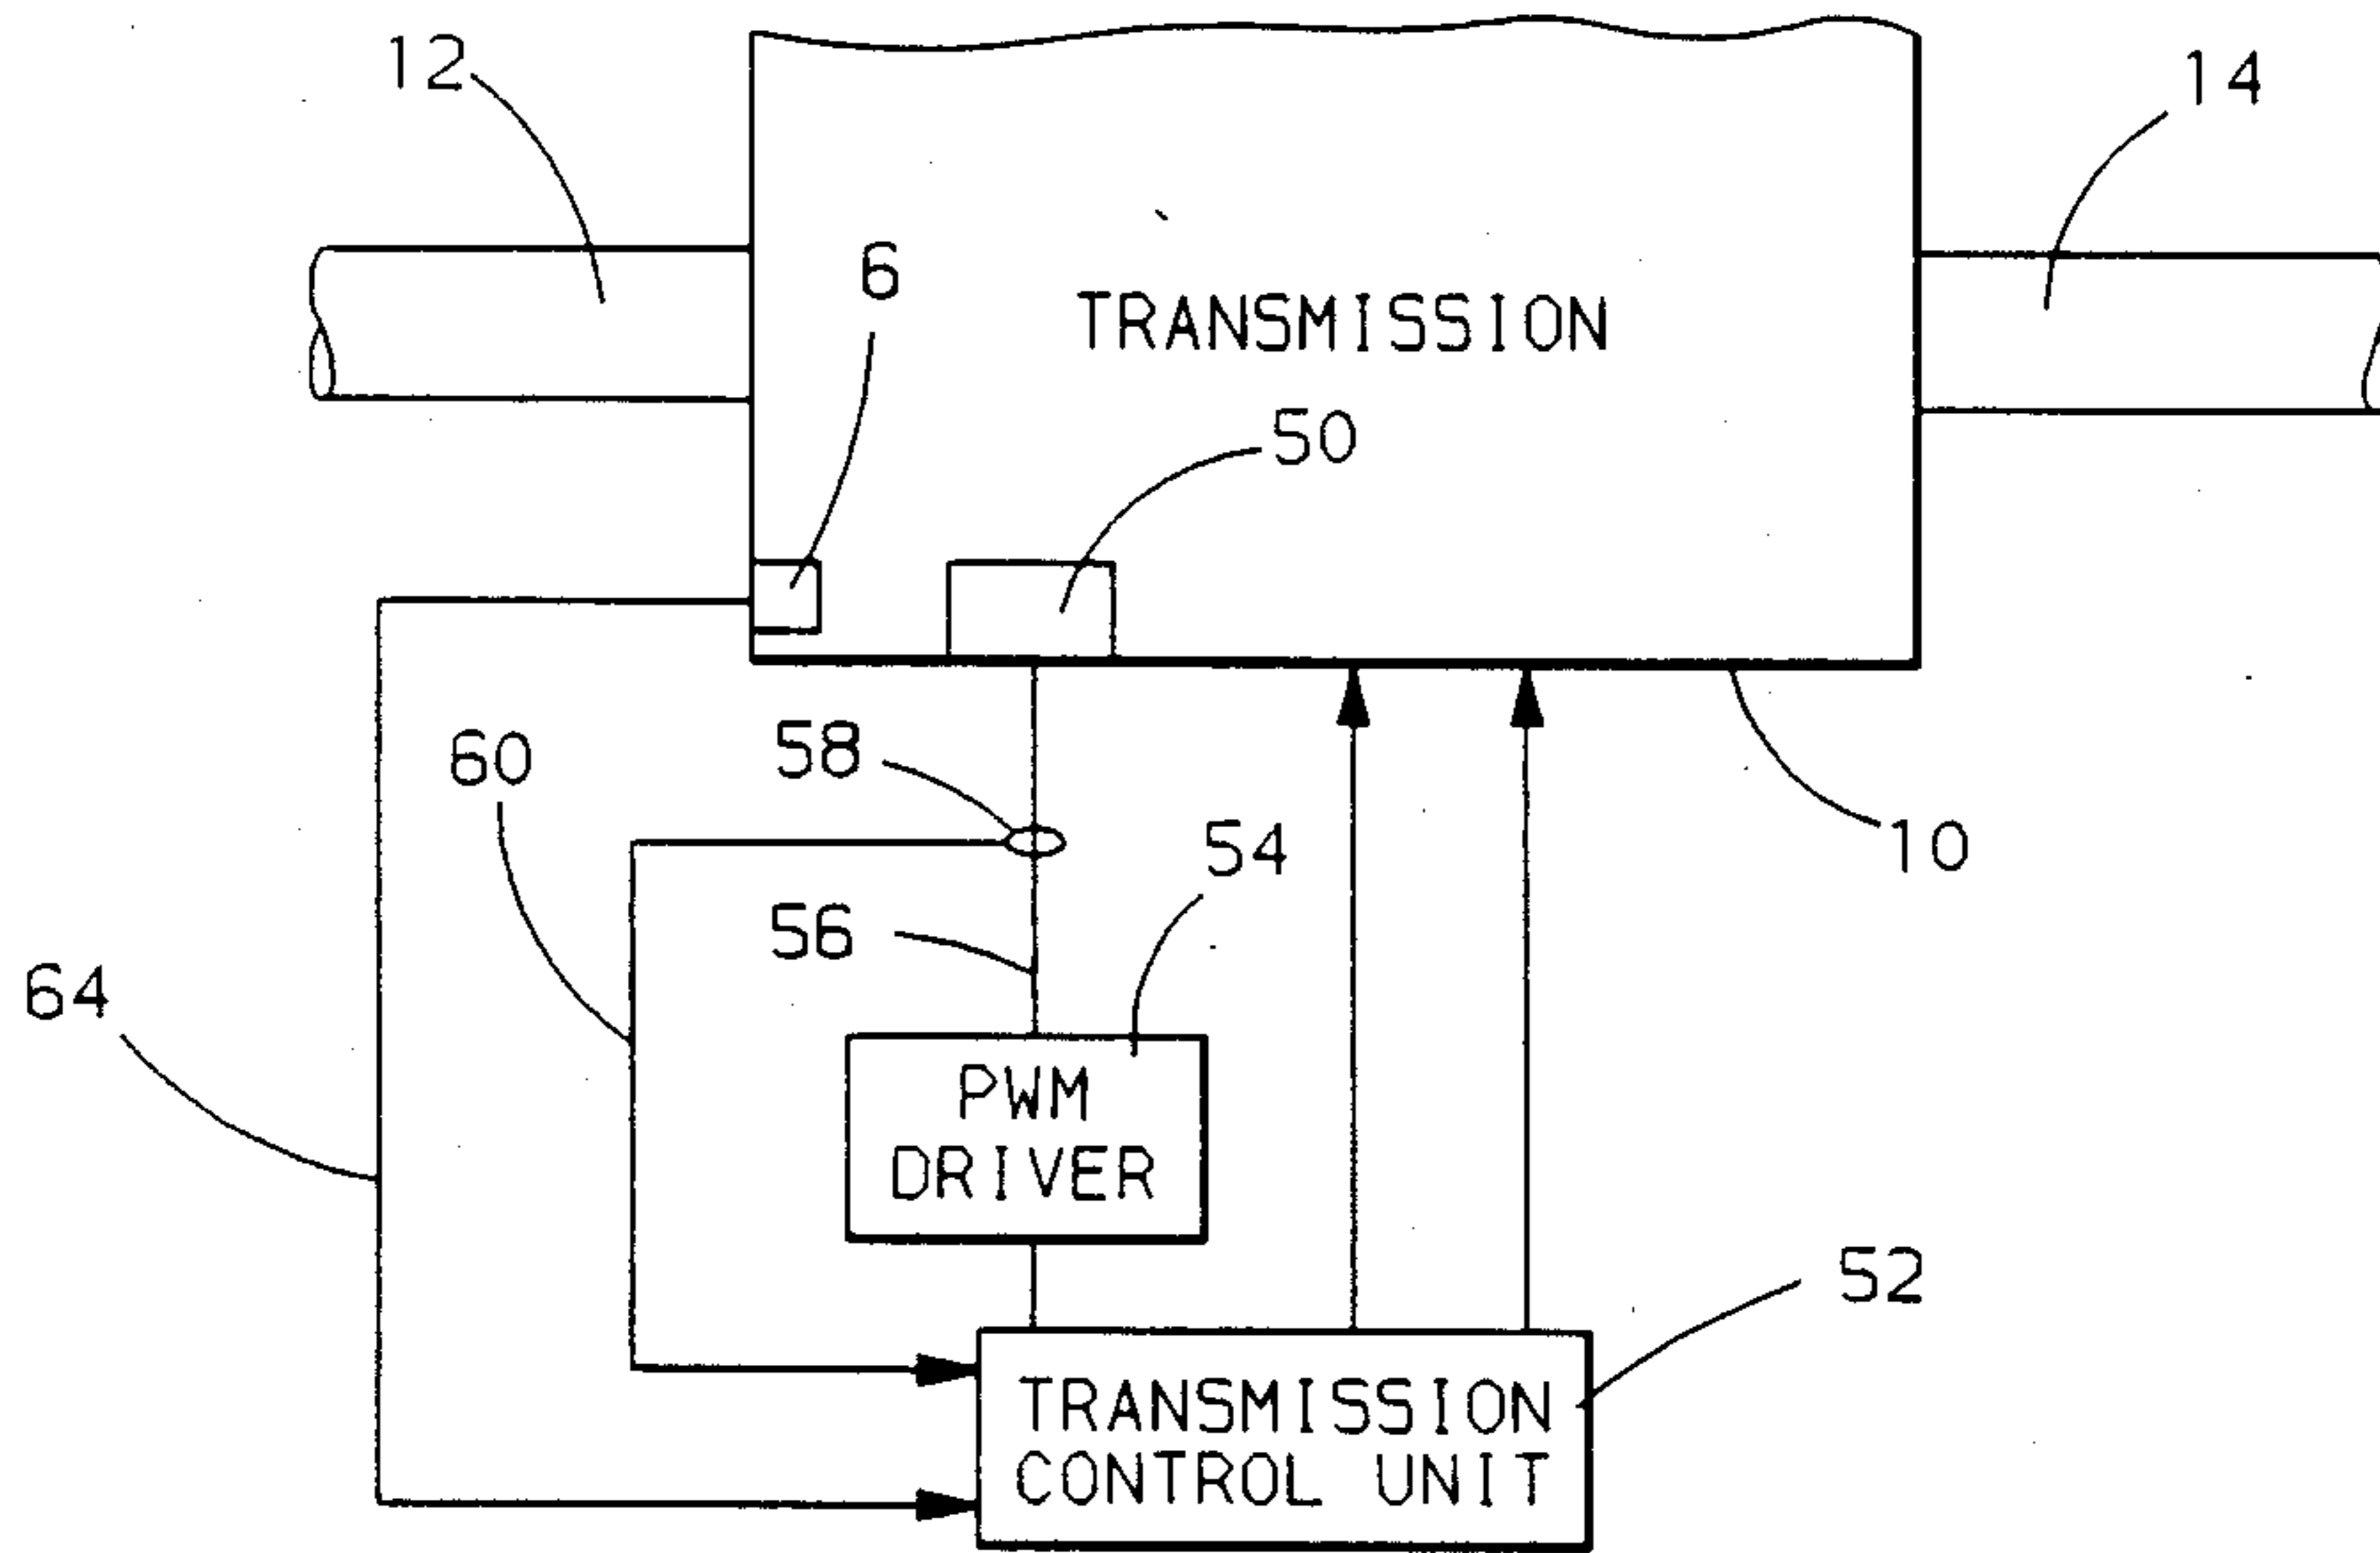 12
14
6
TRANSMISSION
50
60
58
54
10
56
64
PWM
DRIVER
52
TRANSMISSION
CONTROL UNIT